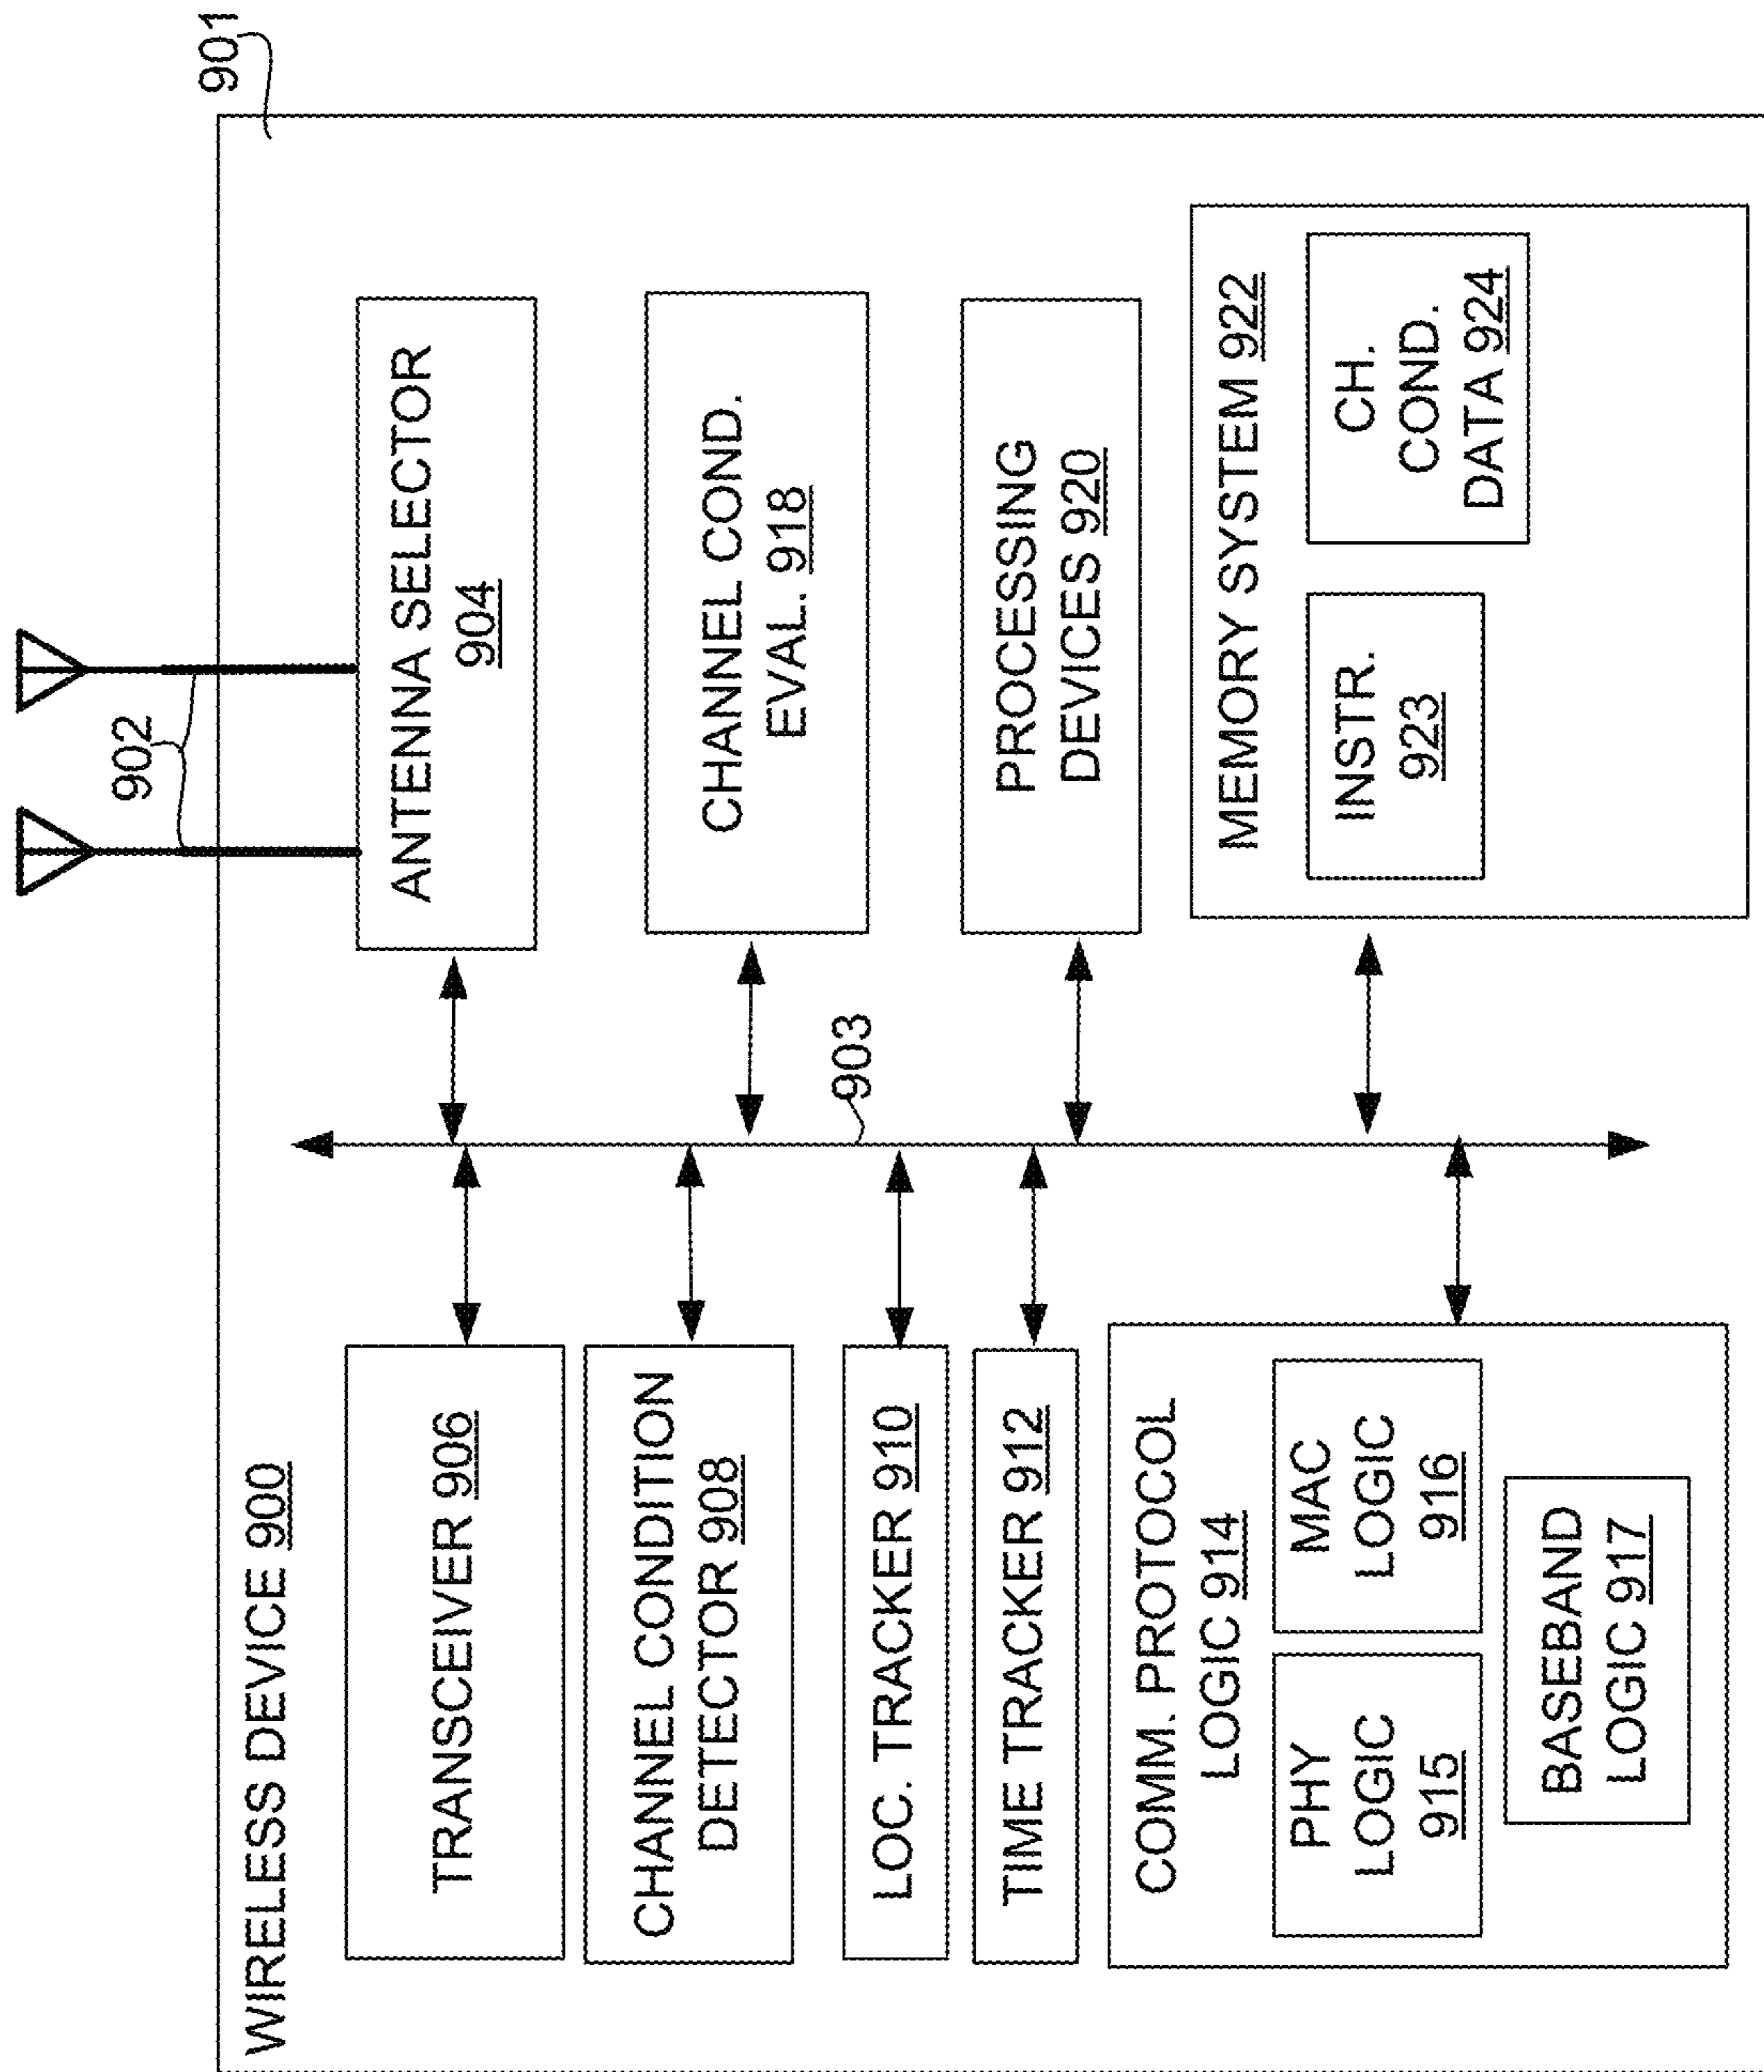 901
902
WIRELESS DEVICE 900
TRANSCEIVER 906
CHANNEL CONDITION
DETECTOR 908
LOC. TRACKER 910
TIME TRACKER 912
COMM. PROTOCOL
LOGIC 914
PHY
LOGIC
915
MAC
LOGIC
916
BASEBAND
LOGIC 917
903
ANTENNA SELECTOR
904
CHANNEL COND.
EVAL. 918
PROCESSING
DEVICES 920
MEMORY SYSTEM 922
INSTR.
923
CH.
COND.
DATA 924